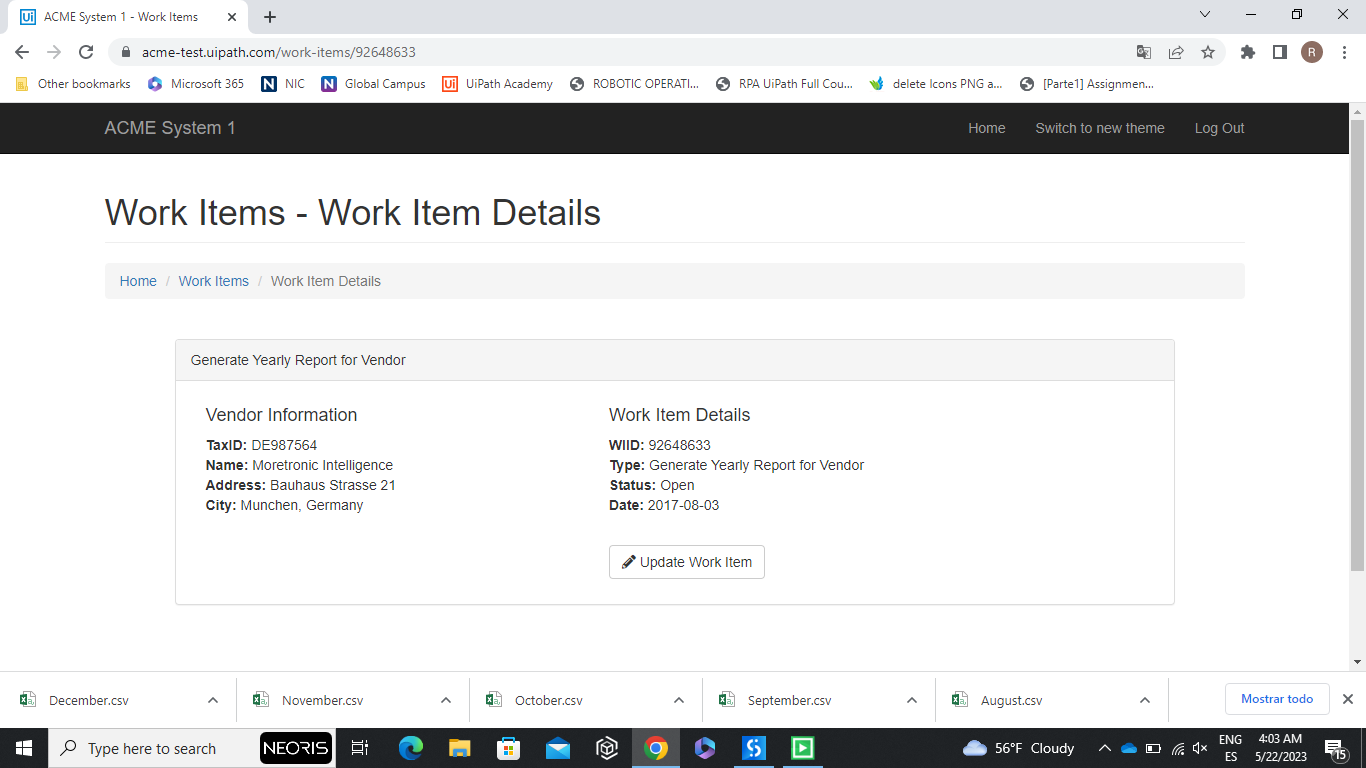 ACME System 1 - Work Items
acme-test.uipath.com/work-items/92648633
R
Other bookmarks Microsoft 365 NIC Global Campus UiPath Academy ROBOTIC OPERATI... RPA UiPath Full Cou... delete Icons PNG a... [Parte1] Assignmen...
ACME System 1 Home Switch to new theme Log Out
Work Items - Work Item Details
Home / Work Items / Work Item Details
Generate Yearly Report for Vendor
Vendor Information
TaxID: DE987564
Name: Moretronic Intelligence
Address: Bauhaus Strasse 21
City: Munchen, Germany
Work Item Details
WIID: 92648633
Type: Generate Yearly Report for Vendor
Status: Open
Date: 2017-08-03
Update Work Item
December.csv November.csv October.csv September.csv August.csv Mostrar todo
Type here to search NEORIS 56°F Cloudy
ENG
ES
4:03 AM
5/22/2023
15